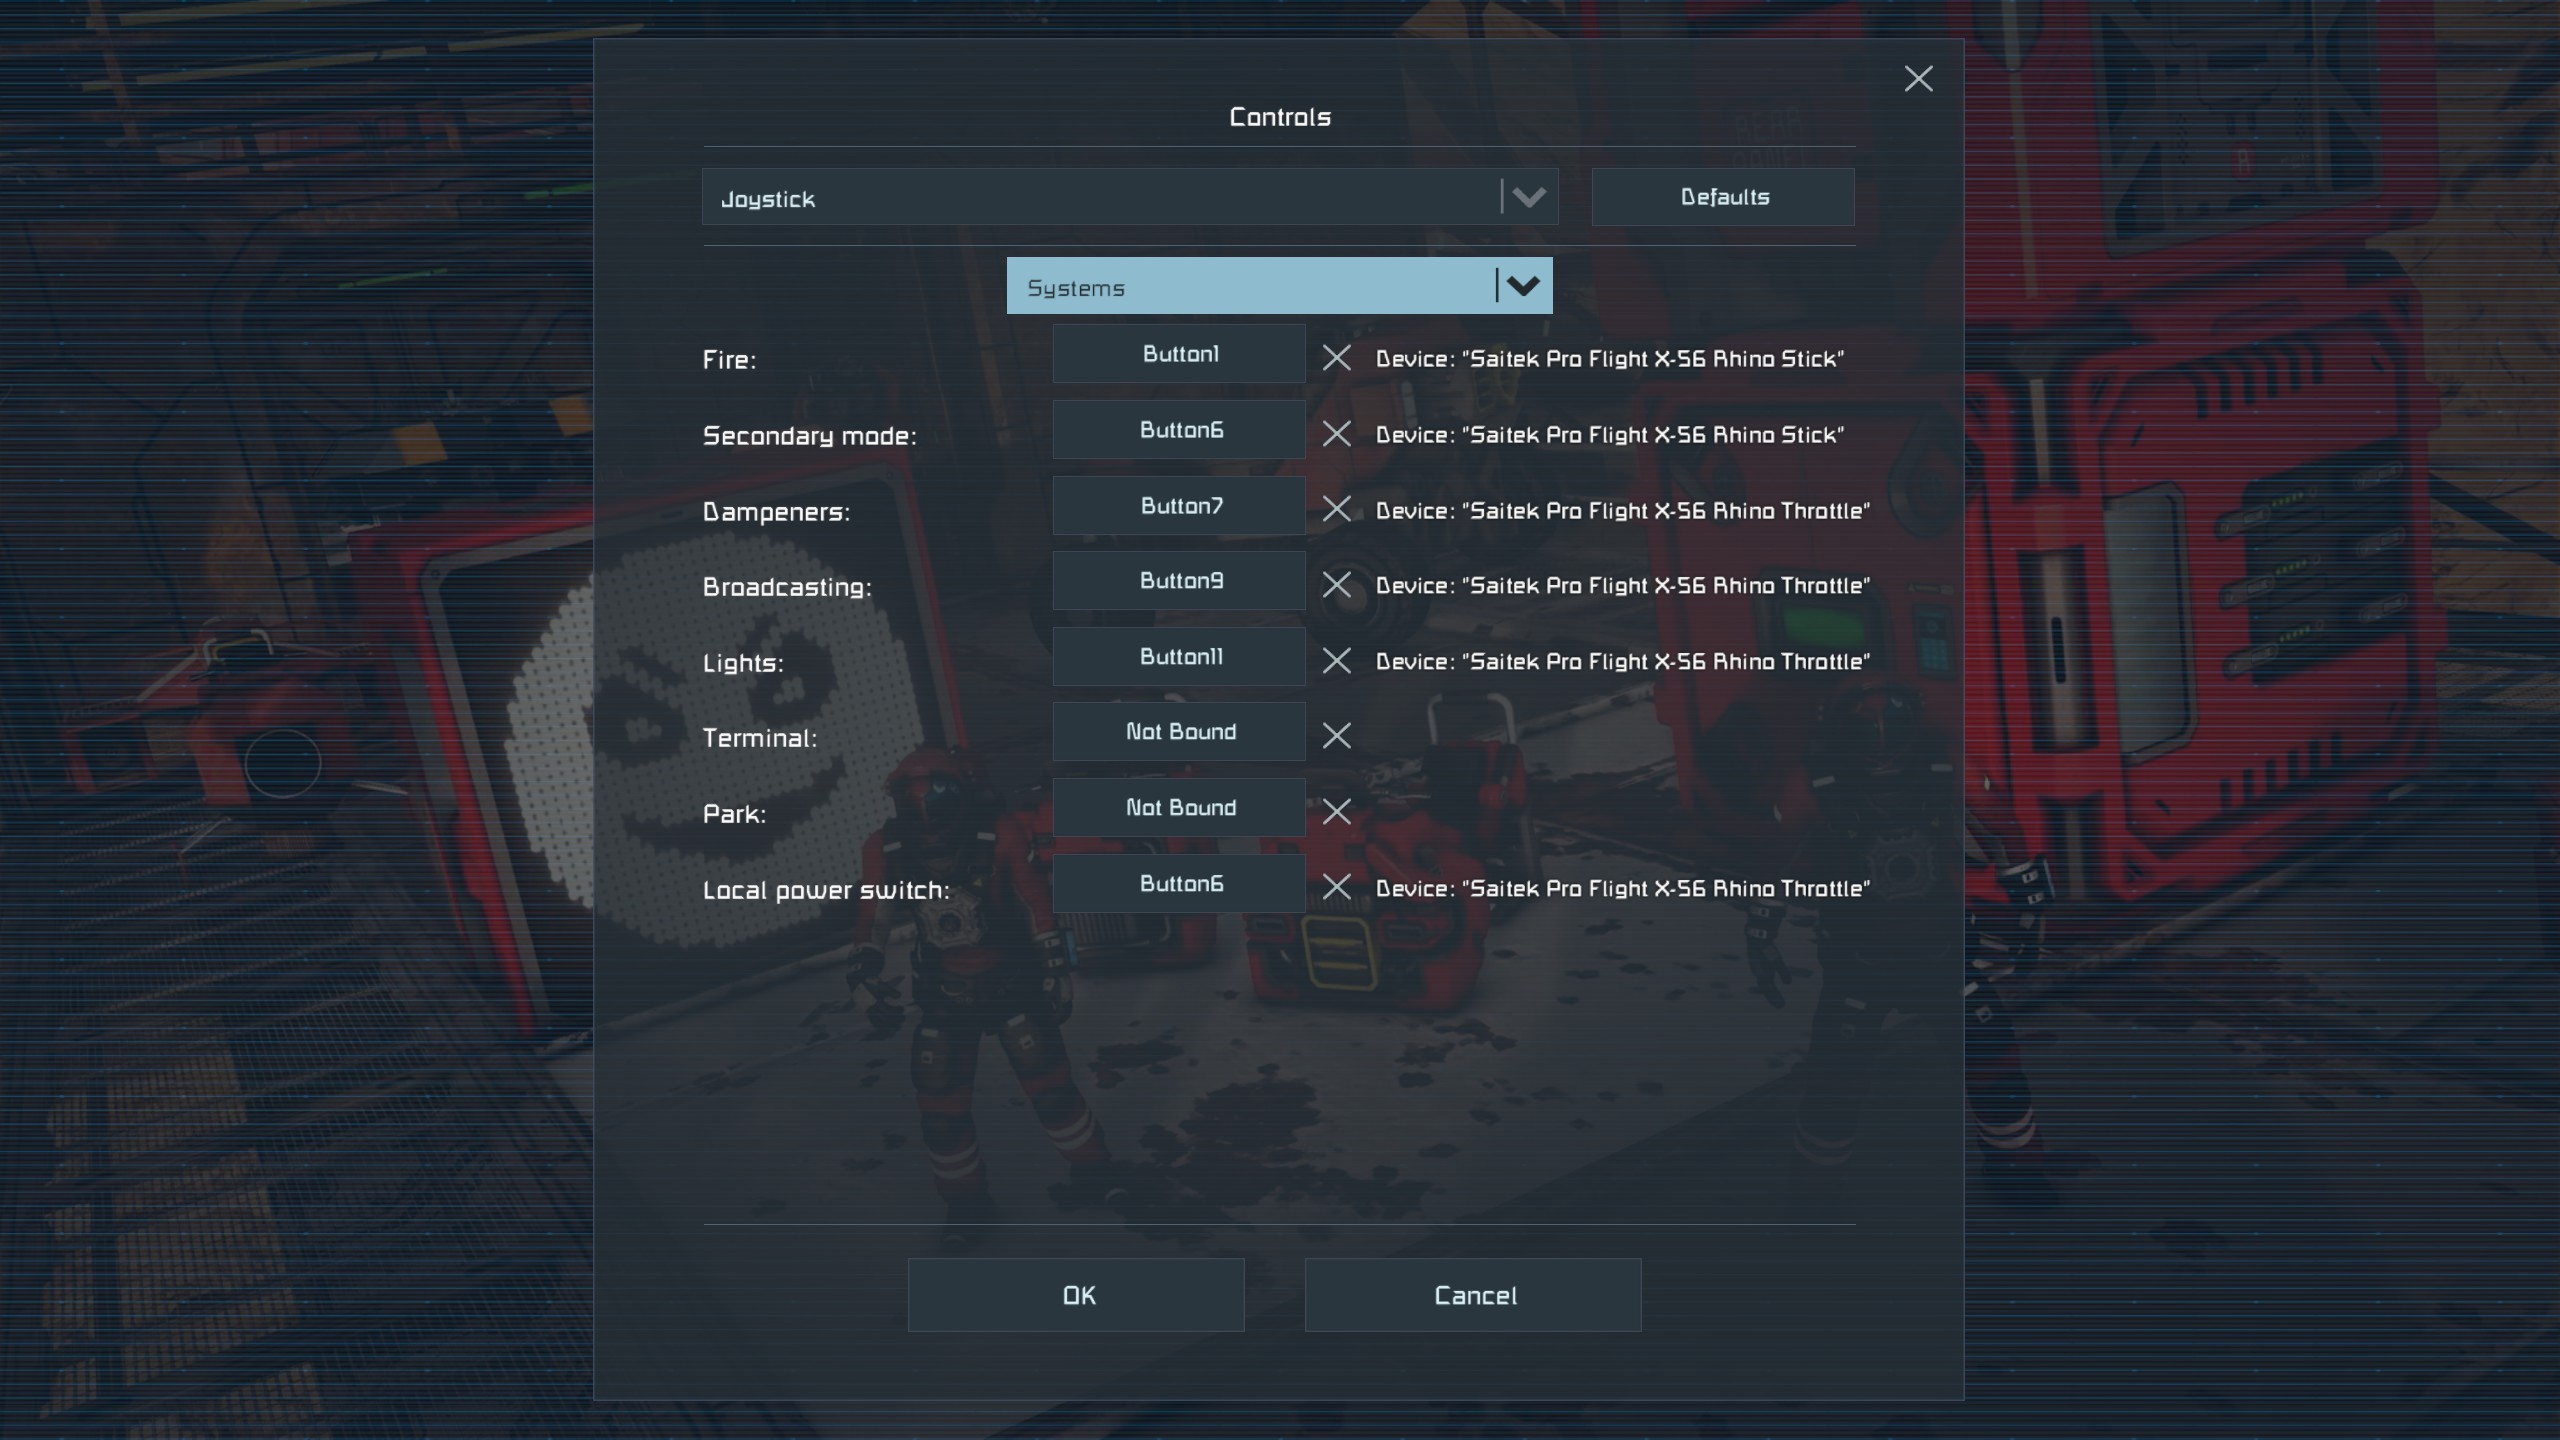 Controls
Joystick
Defaults
Systems
Fire: Button1 Device: "Saitek Pro Flight X-56 Rhino Stick"
Secondary mode: Button6 Device: "Saitek Pro Flight X-56 Rhino Stick"
Dampeners: Button7 Device: "Saitek Pro Flight X-56 Rhino Throttle"
Broadcasting: Button9 Device: "Saitek Pro Flight X-56 Rhino Throttle"
Lights: Button11 Device: "Saitek Pro Flight X-56 Rhino Throttle"
Terminal: Not Bound
Park: Not Bound
Local power switch: Button6 Device: "Saitek Pro Flight X-56 Rhino Throttle"
OK Cancel